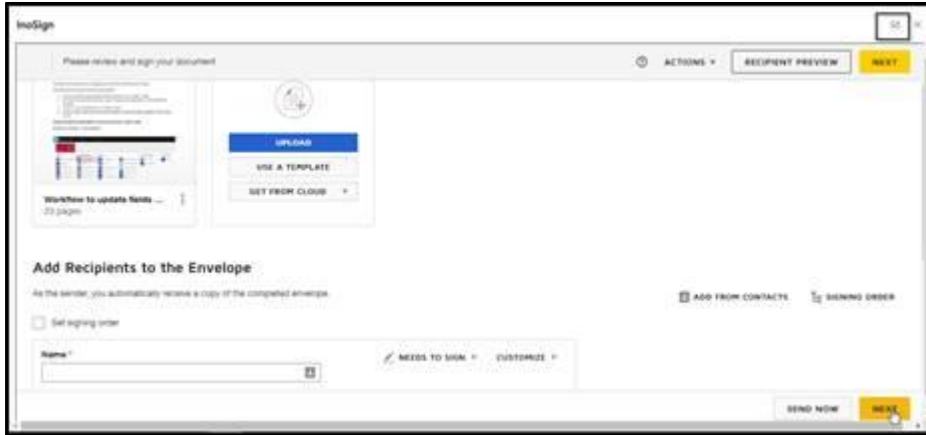 InoSign
Please review and sign your document
ACTIONS
RECIPIENT PREVIEW
NEXT
UPLOAD
USE A TEMPLATE
GET FROM CLOUD
Workflow to update fields ...
23 pages
Add Recipients to the Envelope
As the sender, you automatically receive a copy of the completed envelope.
ADD FROM CONTACTS
SIGNING ORDER
Set signing order
Name *
NEEDS TO SIGN
CUSTOMIZE
SEND NOW
NEXT